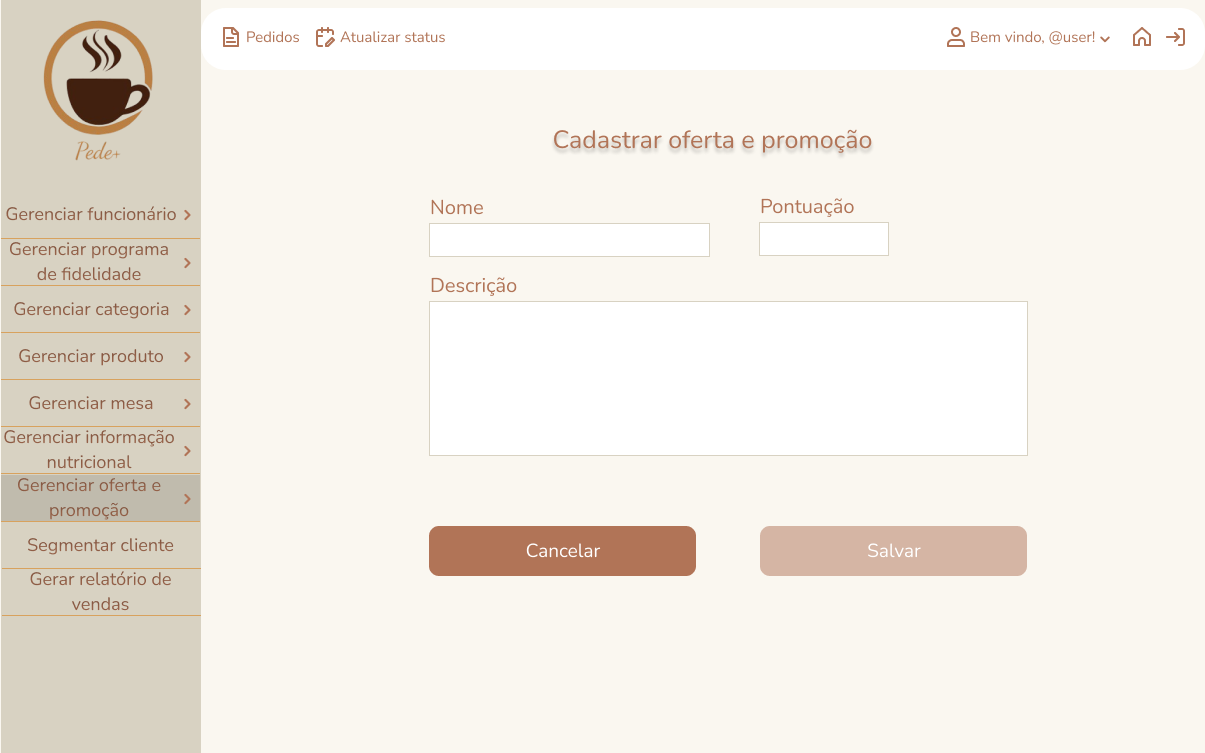 Pede+
Gerenciar funcionário
Gerenciar programa
de fidelidade
Gerenciar categoria
Gerenciar produto
Gerenciar mesa
Gerenciar informação
nutricional
Gerenciar oferta e
promoção
Segmentar cliente
Gerar relatório de
vendas
Pedidos
Atualizar status
Bem vindo, @user!
Cadastrar oferta e promoção
Nome
Pontuação
Descrição
Cancelar
Salvar